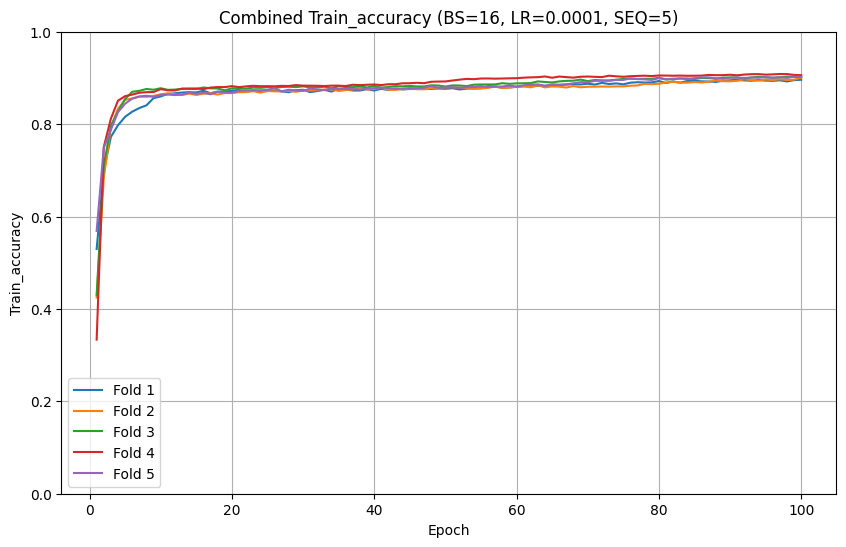 Combined Train_accuracy (BS=16, LR=0.0001, SEQ=5)
Train_accuracy
1.0
0.8
0.6
0.4
0.2
0.0
Fold 1
Fold 2
Fold 3
Fold 4
Fold 5
0 20 40 60 80 100
Epoch